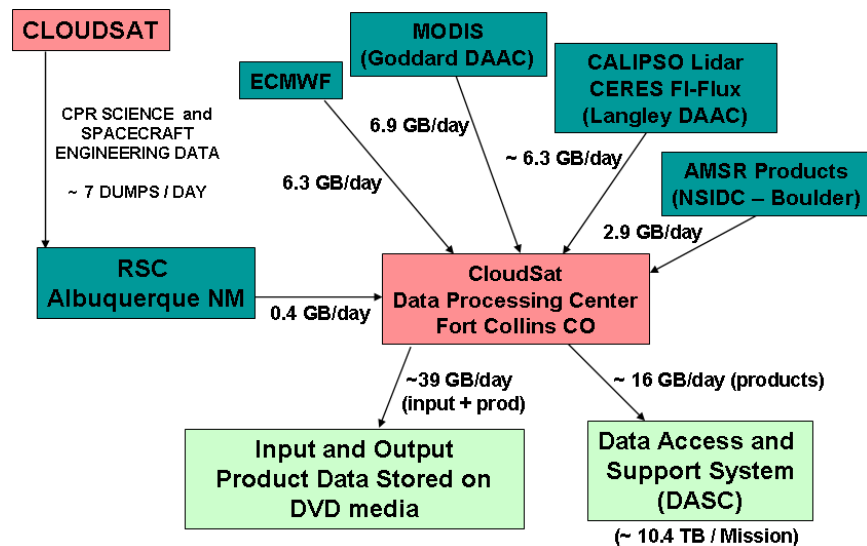 CLOUDSAT
MODIS
(Goddard DAAC)
CALIPSO Lidar
CERES Fl-Flux
(Langley DAAC)
ECMWF
CPR SCIENCE and
SPACECRAFT
ENGINEERING DATA
~ 7 DUMPS / DAY
6.9 GB/day
~ 6.3 GB/day
6.3 GB/day
AMSR Products
(NSIDC – Boulder)
2.9 GB/day
RSC
Albuquerque NM
0.4 GB/day
CloudSat
Data Processing Center
Fort Collins CO
~39 GB/day
(input + prod)
~ 16 GB/day (products)
Input and Output
Product Data Stored on
DVD media
Data Access and
Support System
(DASC)
(~ 10.4 TB / Mission)